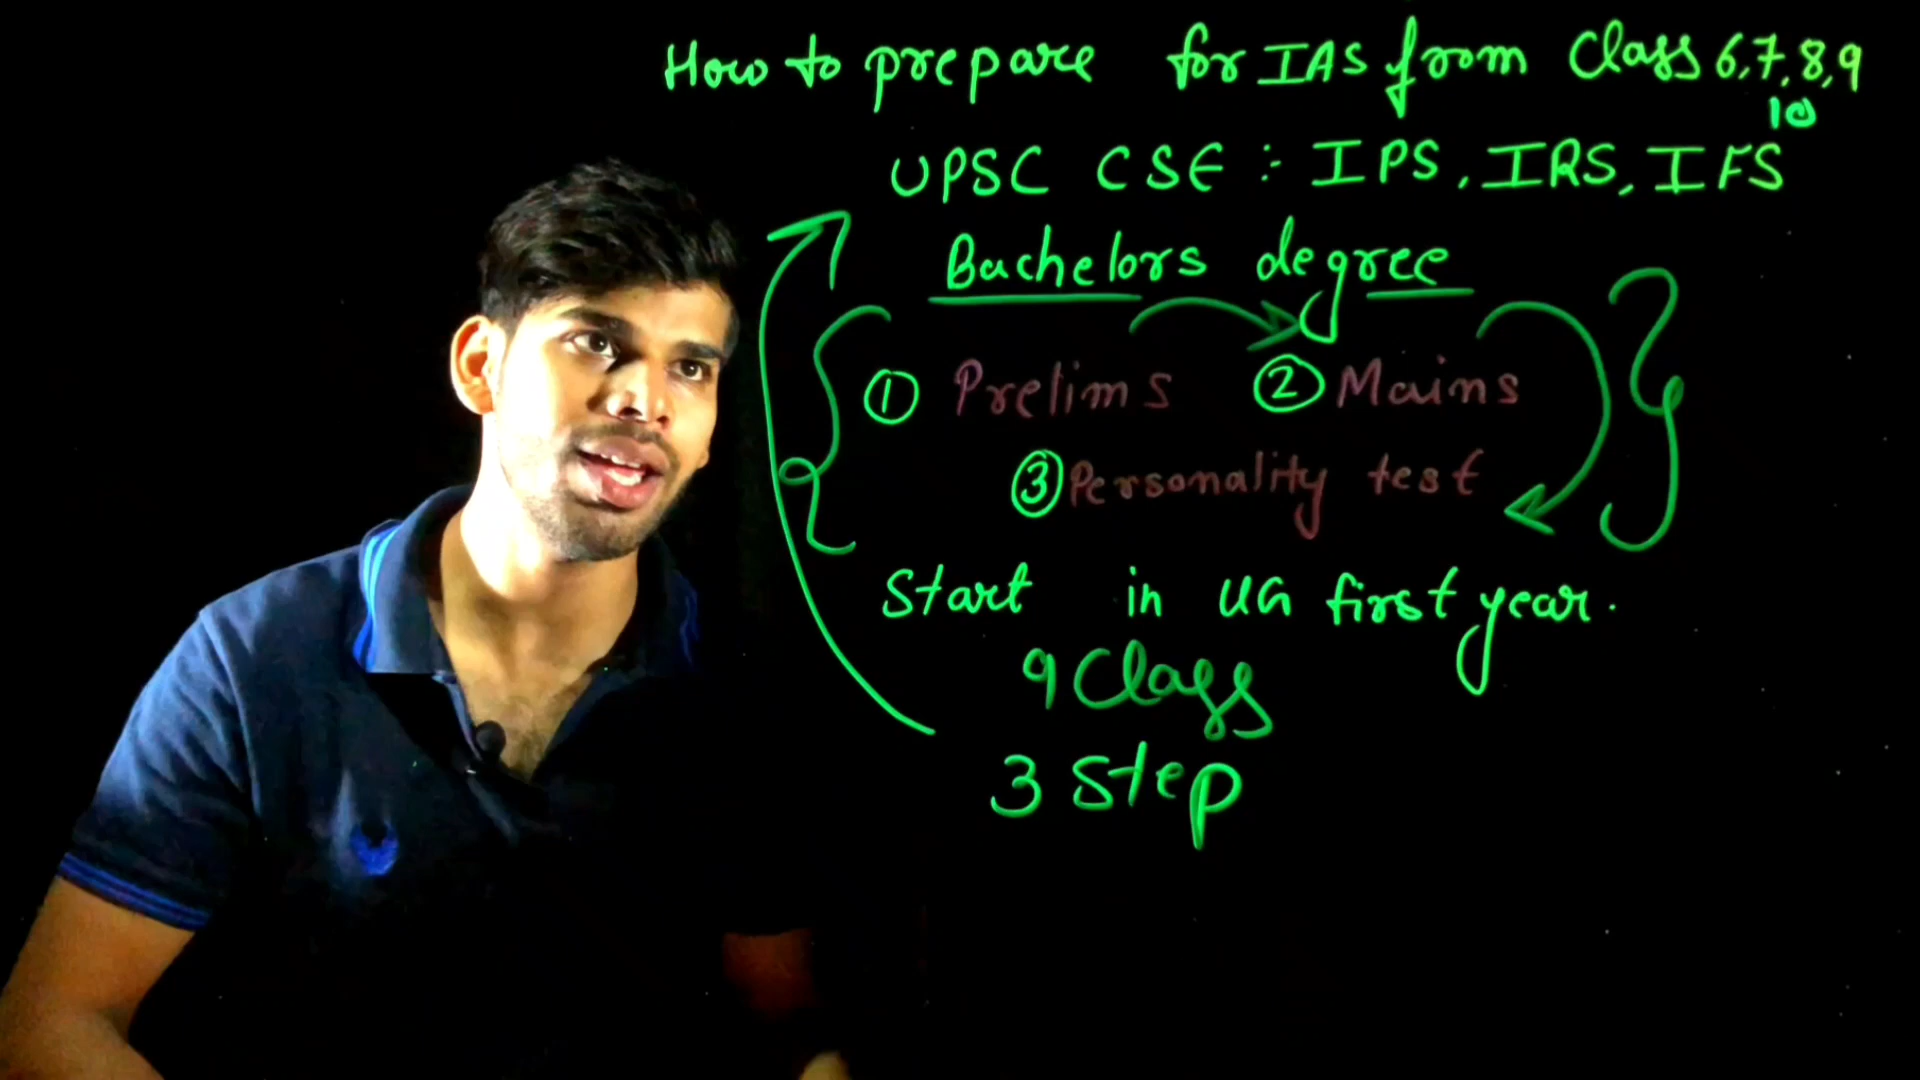 How to prepare for IAS from Class 6,7,8,9
10
UPSC CSE : IPS, IRS, IFS
Bachelors degree
① Prelims ② Mains
③ Personality test
Start in UG first year.
9 Class
3 Step